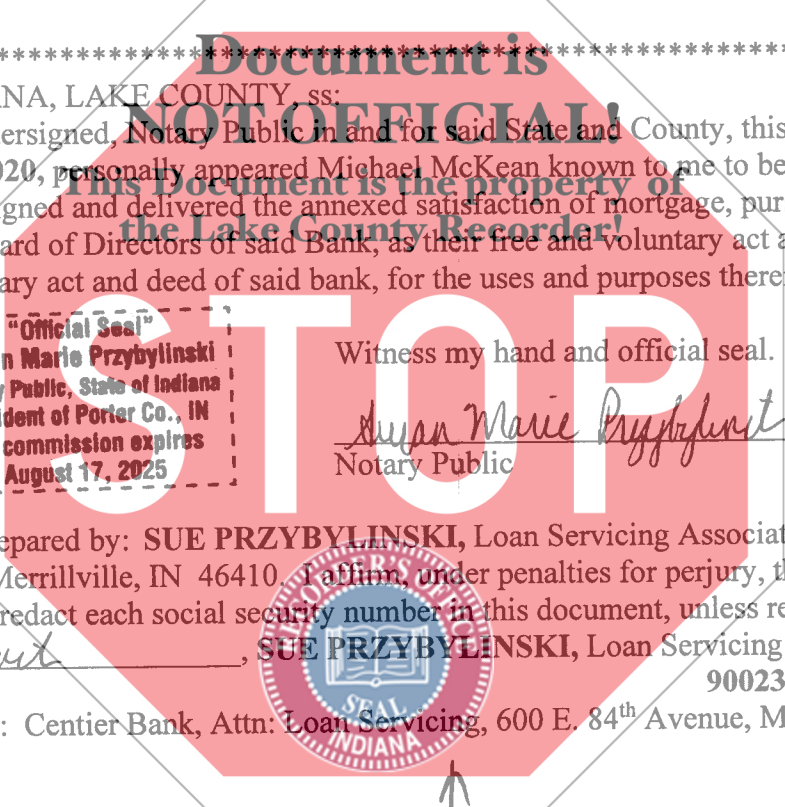 Document is
*****************************************************************
ANA, LAKE COUNTY, ss:
NOT OFFICIAL!
ersigned, Notary Public in and for said State and County, this
020, personally appeared Michael McKean known to me to be
This Document is the property of
igned and delivered the annexed satisfaction of mortgage, pur
the Lake County Recorder!
ard of Directors of said Bank, as their free and voluntary act a
ary act and deed of said bank, for the uses and purposes there
STOP
"Official Seal"
n Marie Przybylinski
y Public, State of Indiana
ident of Porter Co., IN
commission expires
August 17, 2025
Witness my hand and official seal.
Susan Marie Przybylinski
Notary Public
epared by: SUE PRZYBYLINSKI, Loan Servicing Associat
Merrillville, IN 46410. I affirm, under penalties for perjury, th
redact each social security number in this document, unless re
, SUE PRZYBYLINSKI, Loan Servicing
90023
: Centier Bank, Attn: Loan Servicing, 600 E. 84th Avenue, M
RECORDER'S OFFICE
SEAL
INDIANA